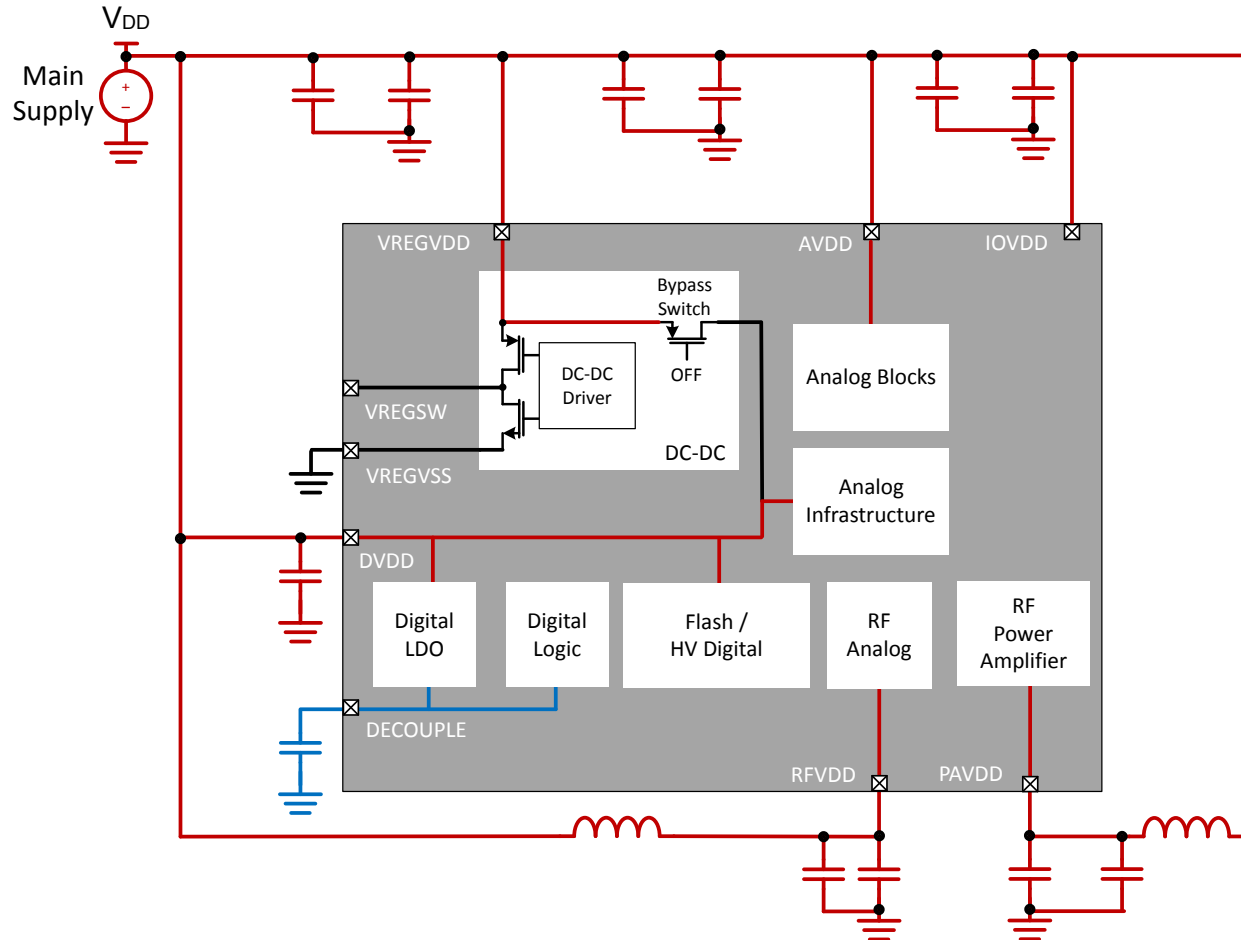 VDD
Main
Supply
+
–
VREGVDD
AVDD
IOVDD
Bypass
Switch
OFF
DC-DC
Driver
DC-DC
VREGSW
VREGVSS
Analog Blocks
Analog
Infrastructure
DVDD
Digital
LDO
Digital
Logic
Flash /
HV Digital
RF
Analog
RF
Power
Amplifier
DECOUPLE
RFVDD
PAVDD